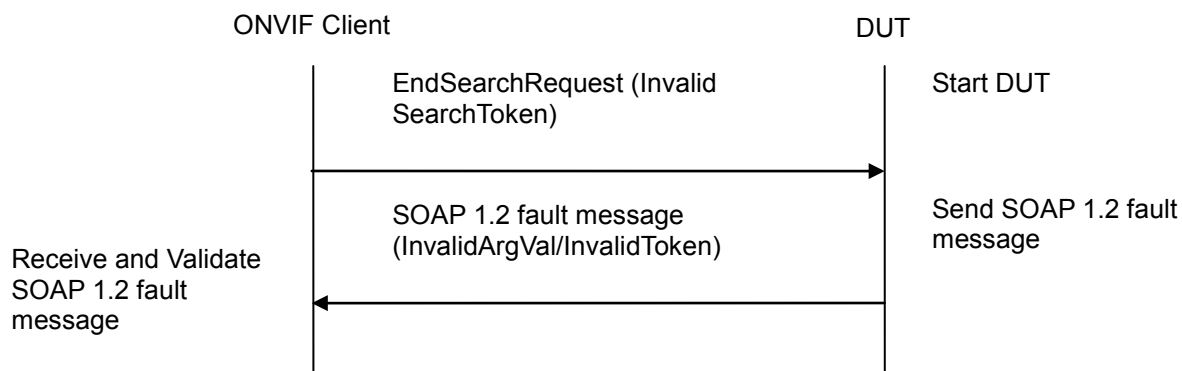 ONVIF Client
DUT
EndSearchRequest (Invalid
SearchToken)
Start DUT
SOAP 1.2 fault message
(InvalidArgVal/InvalidToken)
Send SOAP 1.2 fault
message
Receive and Validate
SOAP 1.2 fault
message